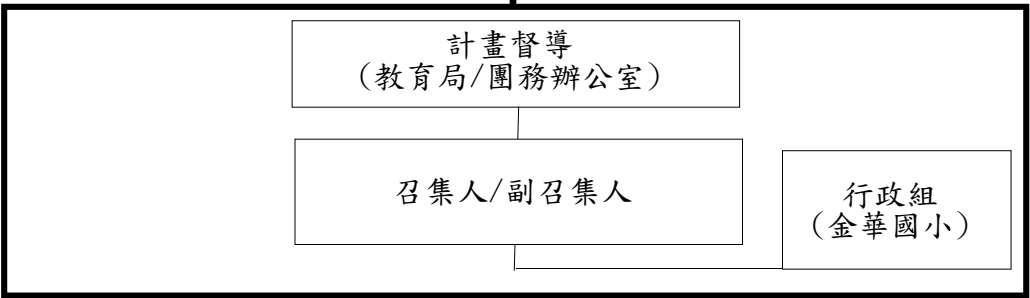 計畫督導
(教育局/團務辦公室)
召集人/副召集人
行政組
(金華國小)